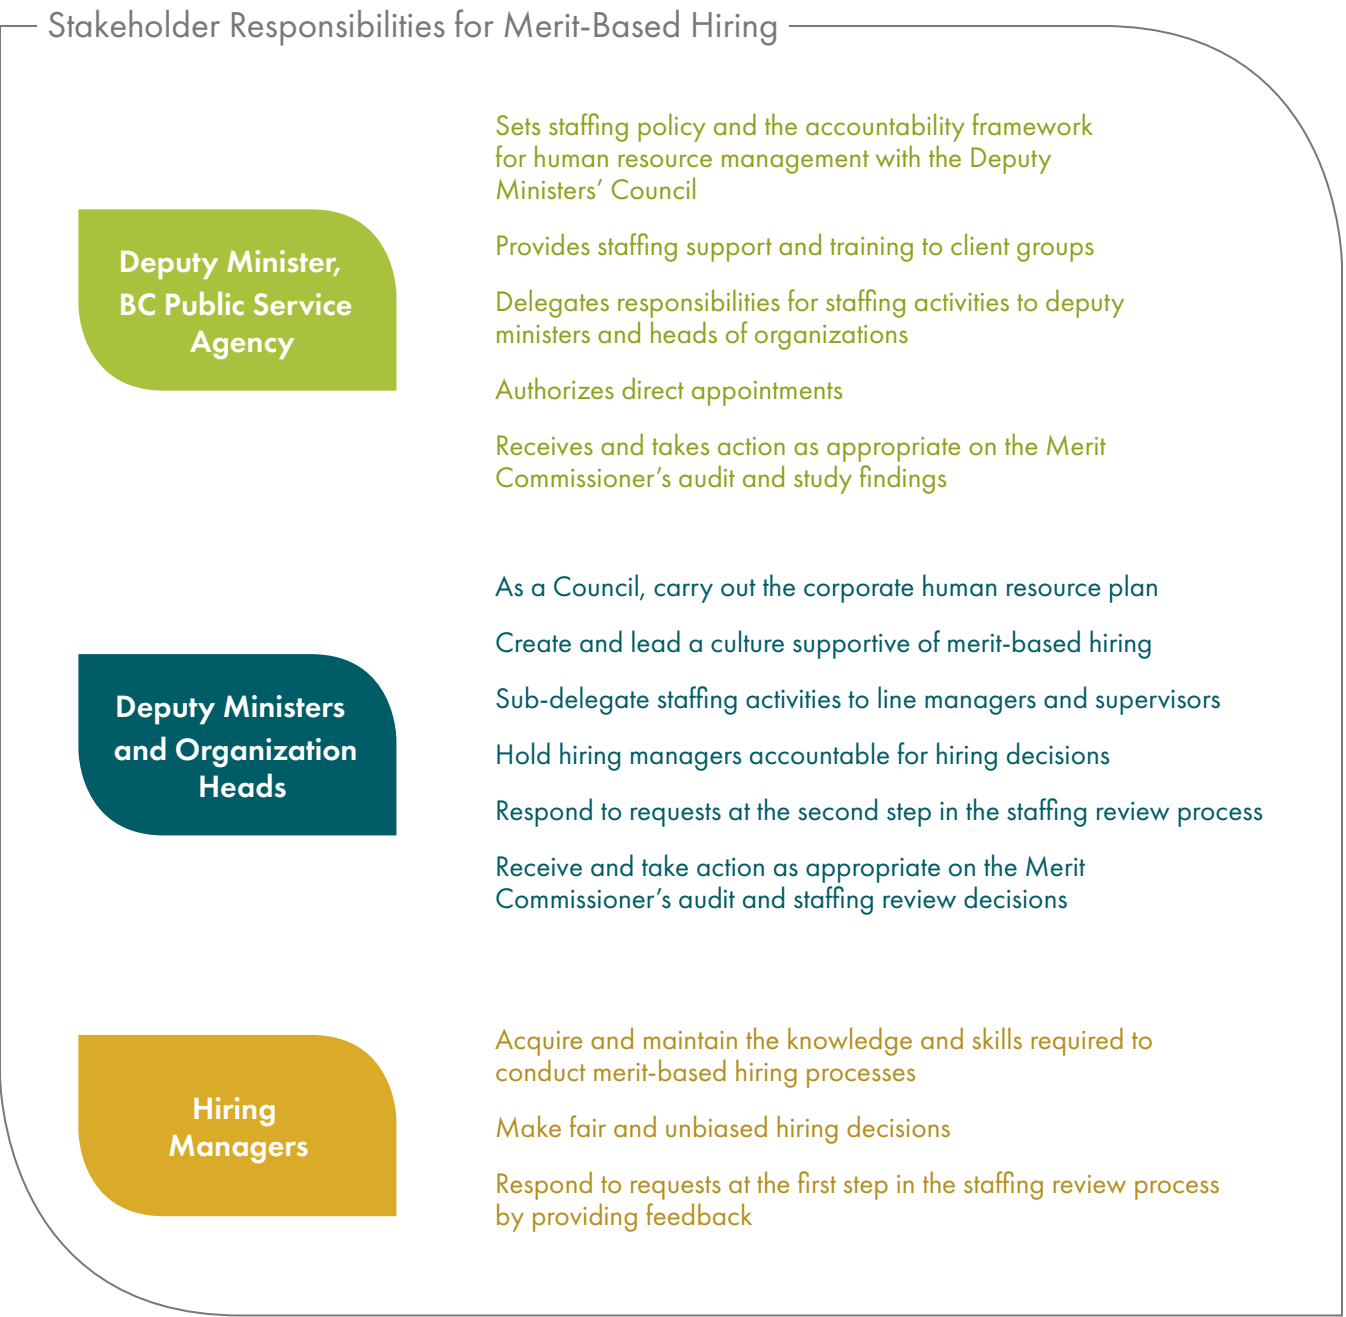 Stakeholder Responsibilities for Merit-Based Hiring
Deputy Minister,
BC Public Service
Agency
Sets staffing policy and the accountability framework
for human resource management with the Deputy
Ministers’ Council
Provides staffing support and training to client groups
Delegates responsibilities for staffing activities to deputy
ministers and heads of organizations
Authorizes direct appointments
Receives and takes action as appropriate on the Merit
Commissioner’s audit and study findings
Deputy Ministers
and Organization
Heads
As a Council, carry out the corporate human resource plan
Create and lead a culture supportive of merit-based hiring
Sub-delegate staffing activities to line managers and supervisors
Hold hiring managers accountable for hiring decisions
Respond to requests at the second step in the staffing review process
Receive and take action as appropriate on the Merit
Commissioner’s audit and staffing review decisions
Hiring
Managers
Acquire and maintain the knowledge and skills required to
conduct merit-based hiring processes
Make fair and unbiased hiring decisions
Respond to requests at the first step in the staffing review process
by providing feedback